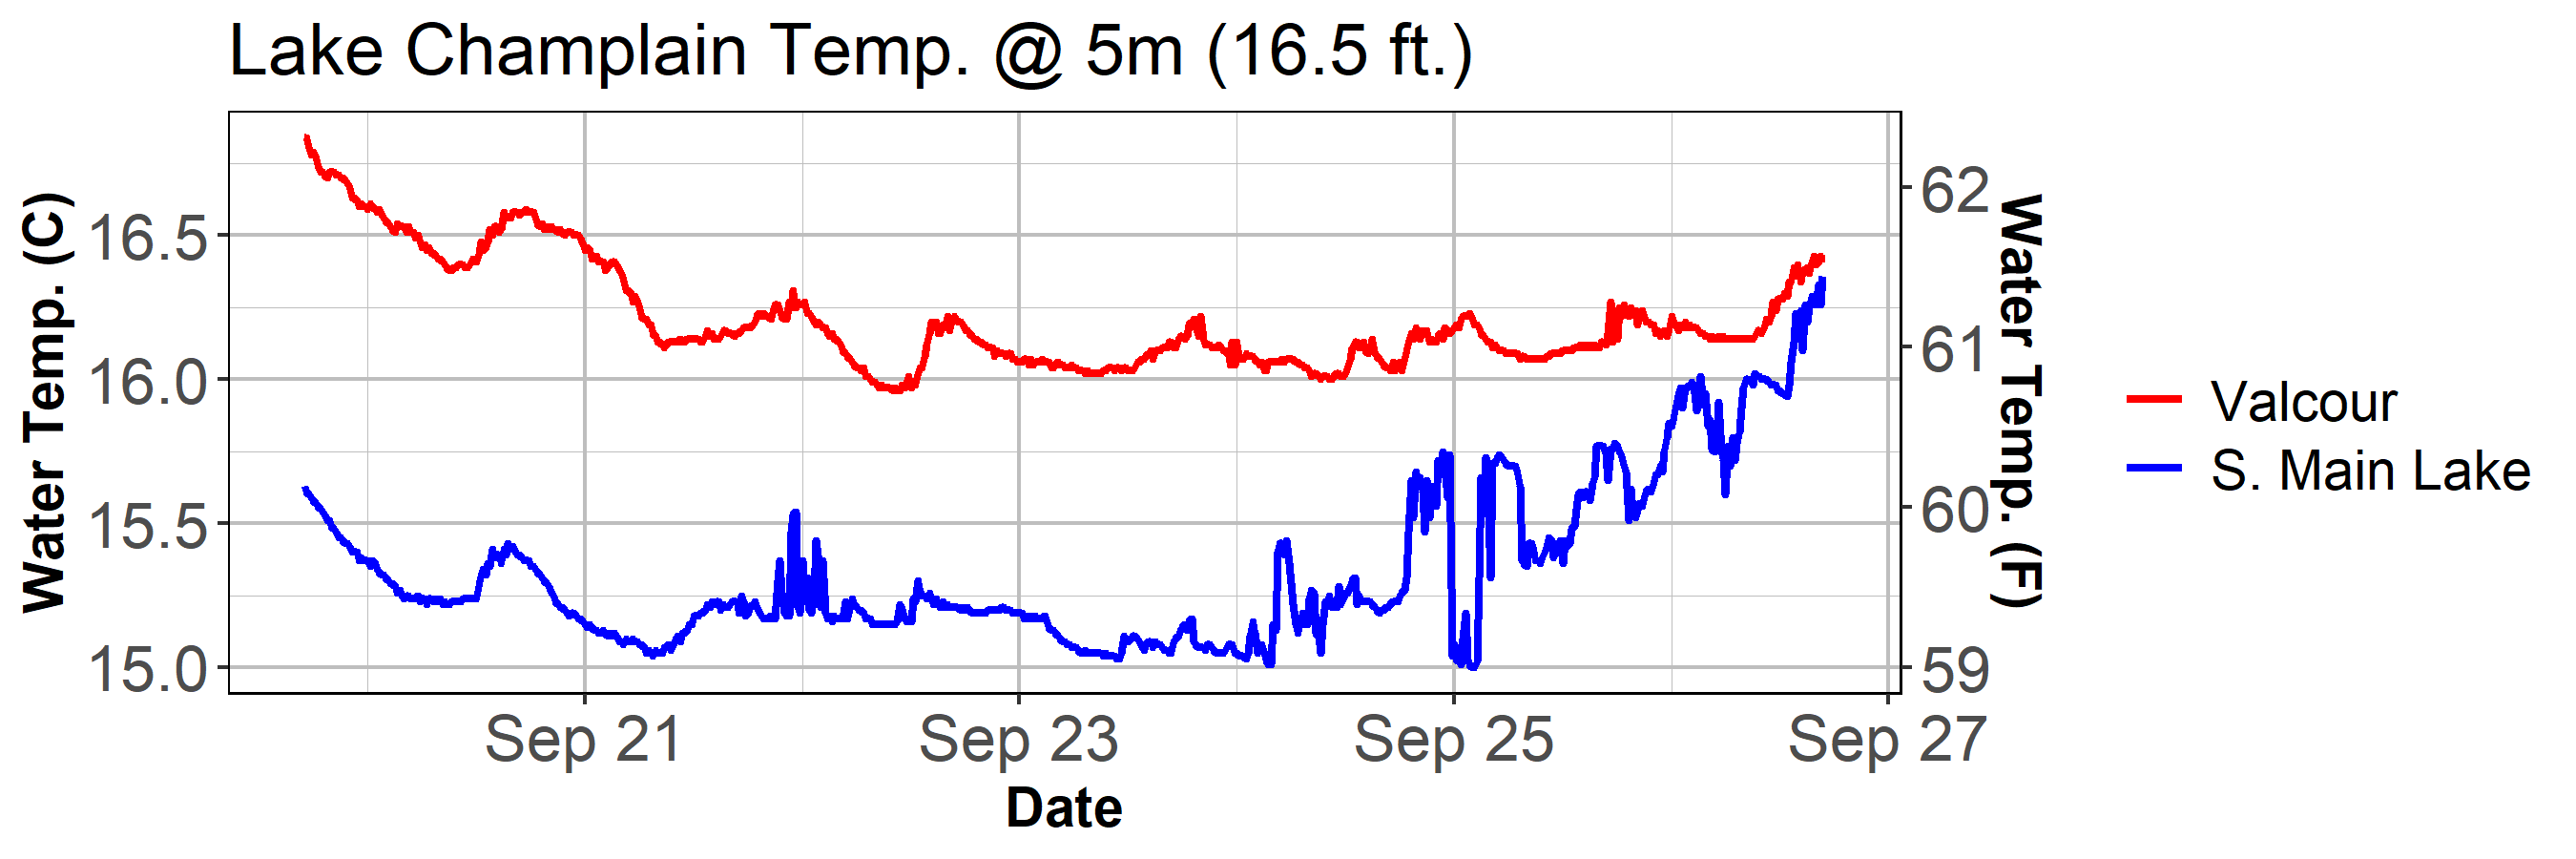 Lake Champlain Temp. @ 5m (16.5 ft.)
Water Temp. (C)
16.5
16.0
15.5
15.0
62
61
60
59
Water Temp. (F)
Sep 21 Sep 23 Sep 25 Sep 27
Date
Valcour
S. Main Lake